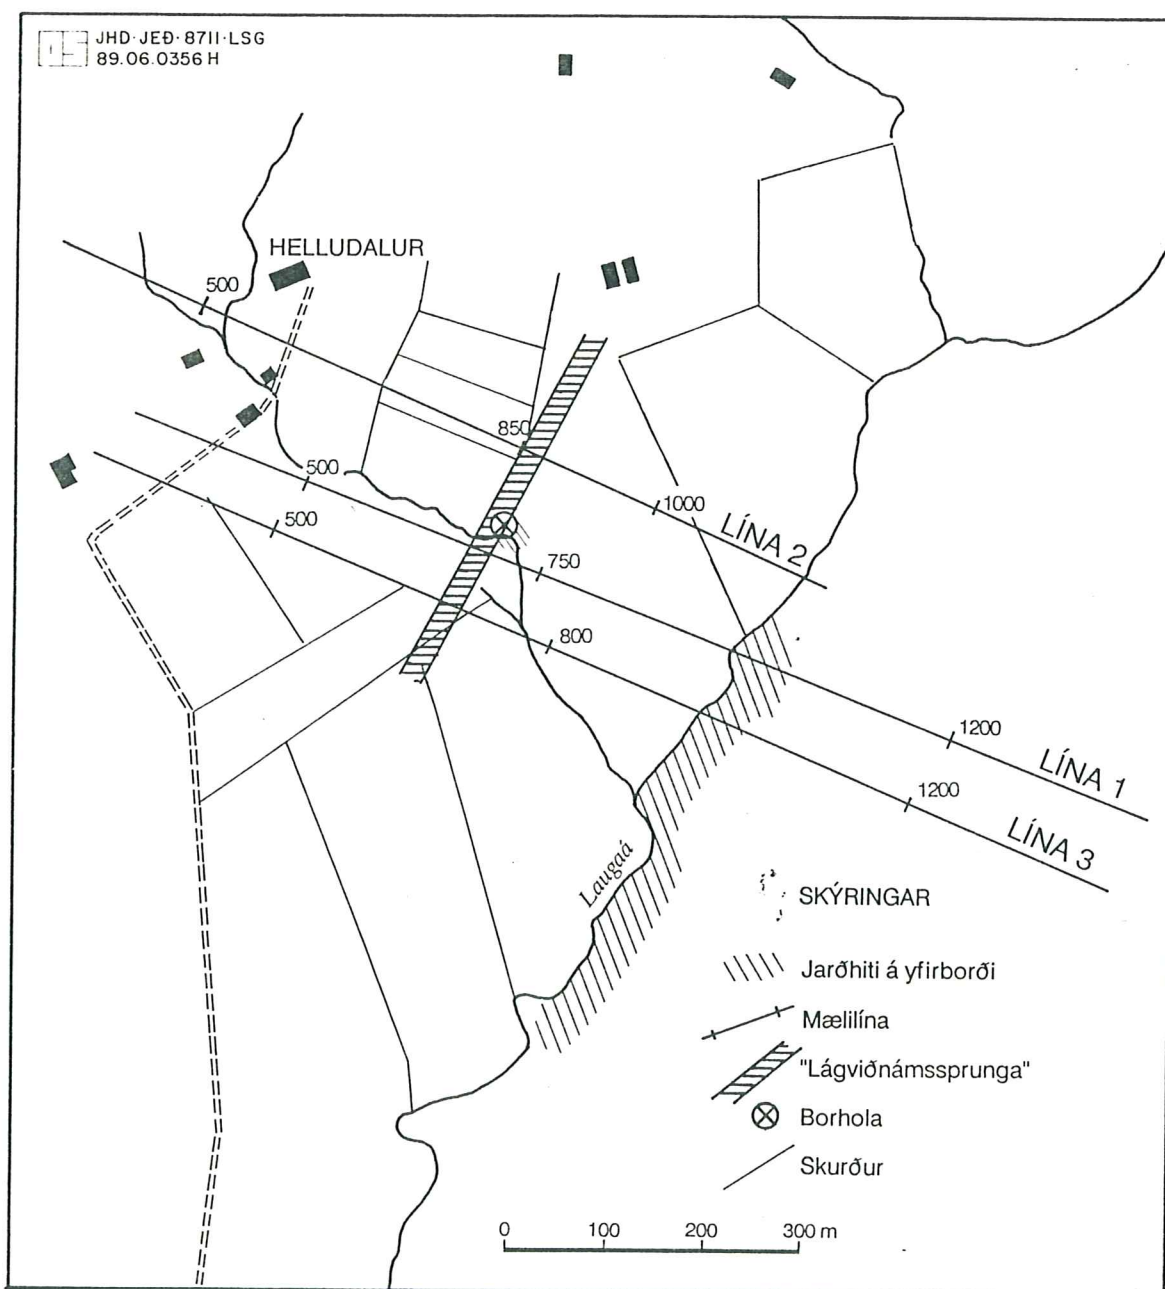 JHD·JEÐ·8711·LSG
89.06.0356 H
HELLUDALUR
500
850
500
1000
500
LÍNA 2
750
800
1200
LÍNA 1
1200
LÍNA 3
Laugaá
SKÝRINGAR
Jarðhiti á yfirborði
Mælilína
"Lágviðnámssprunga"
Borhola
Skurður
0 100 200 300 m